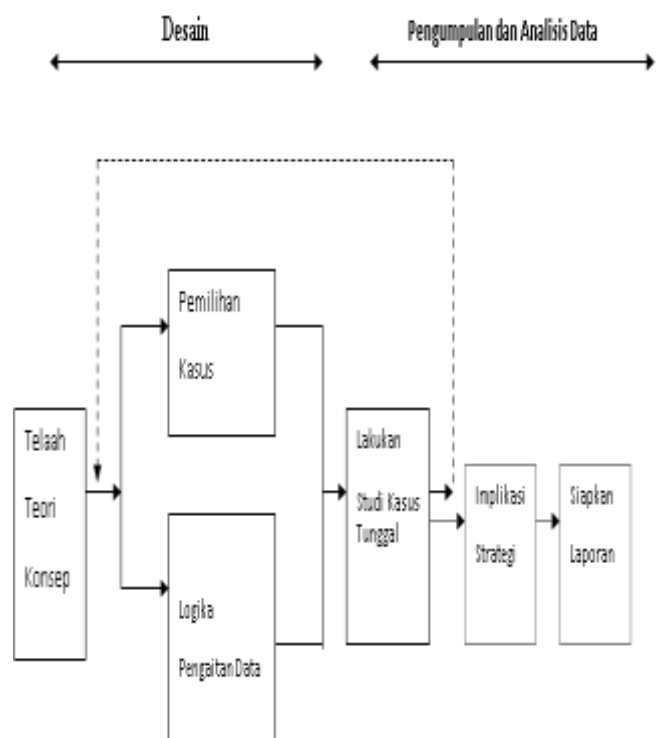 Desain
Pengumpulan dan Analisis Data
Pemilihan
Kasus
Telaah
Teori
Konsep
Logika
Pengaitan Data
Lakukan
Studi Kasus
Tunggal
Implikasi
Strategi
Siapkan
Laporan